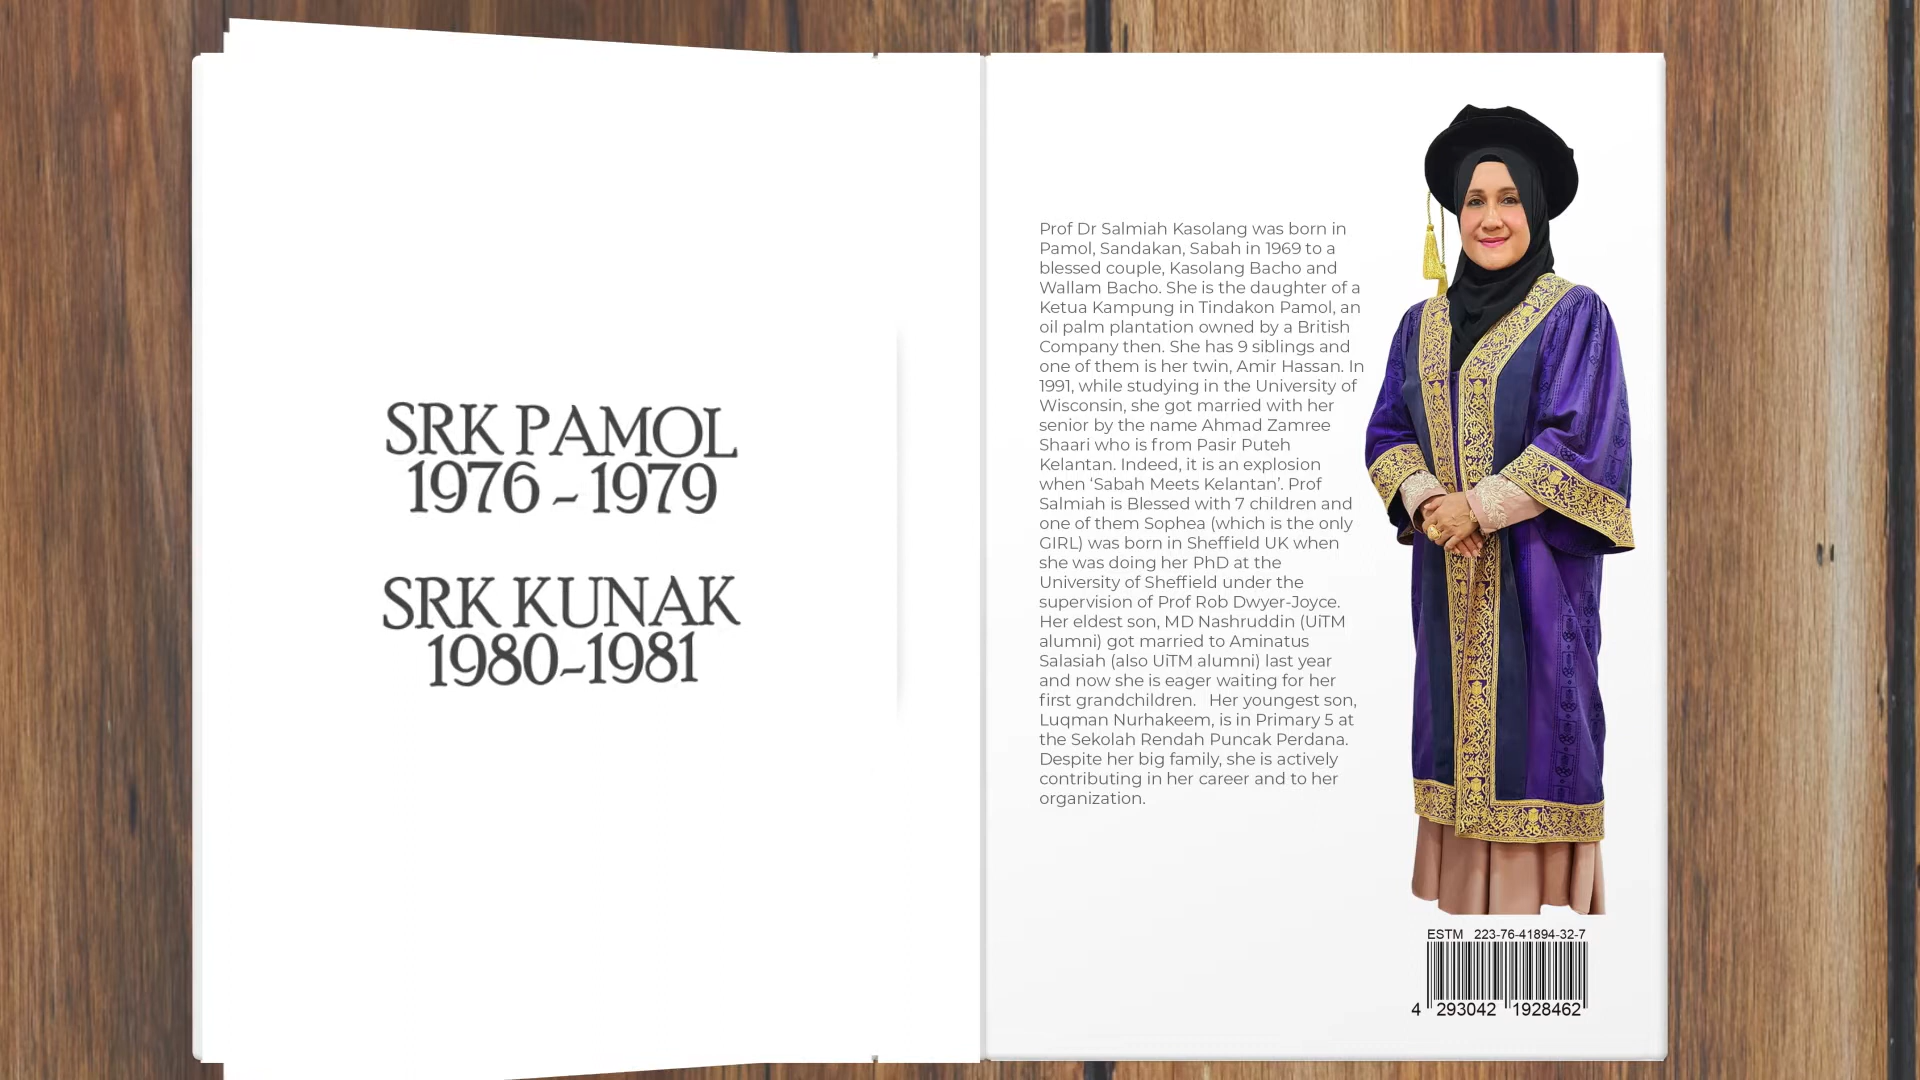 SRK PAMOL
1976 - 1979
SRK KUNAK
1980-1981
Prof Dr Salmiah Kasolang was born in
Pamol, Sandakan, Sabah in 1969 to a
blessed couple, Kasolang Bacho and
Wallam Bacho. She is the daughter of a
Ketua Kampung in Tindakon Pamol, an
oil palm plantation owned by a British
Company then. She has 9 siblings and
one of them is her twin, Amir Hassan. In
1991, while studying in the University of
Wisconsin, she got married with her
senior by the name Ahmad Zamree
Shaari who is from Pasir Puteh
Kelantan. Indeed, it is an explosion
when ‘Sabah Meets Kelantan’. Prof
Salmiah is Blessed with 7 children and
one of them Sophea (which is the only
GIRL) was born in Sheffield UK when
she was doing her PhD at the
University of Sheffield under the
supervision of Prof Rob Dwyer-Joyce.
Her eldest son, MD Nashruddin (UiTM
alumni) got married to Aminatus
Salasiah (also UiTM alumni) last year
and now she is eager waiting for her
first grandchildren. Her youngest son,
Luqman Nurhakeem, is in Primary 5 at
the Sekolah Rendah Puncak Perdana.
Despite her big family, she is actively
contributing in her career and to her
organization.
ESTM 223-76-41894-32-7
4 293042 1928462